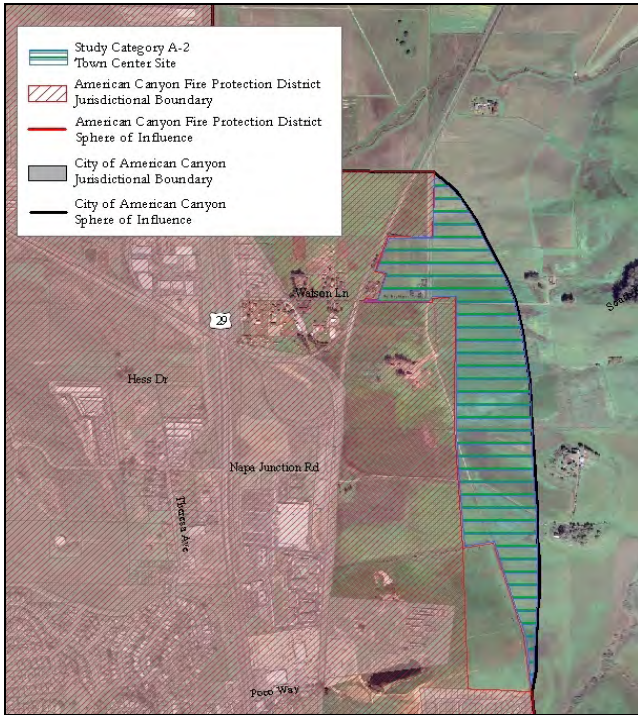 Study Category A-2
Town Center Site
American Canyon Fire Protection District
Jurisdictional Boundary
American Canyon Fire Protection District
Sphere of Influence
City of American Canyon
Jurisdictional Boundary
City of American Canyon
Sphere of Influence
Watson Ln
29
Hess Dr
Napa Junction Rd
Theresa Ave
Poco Way